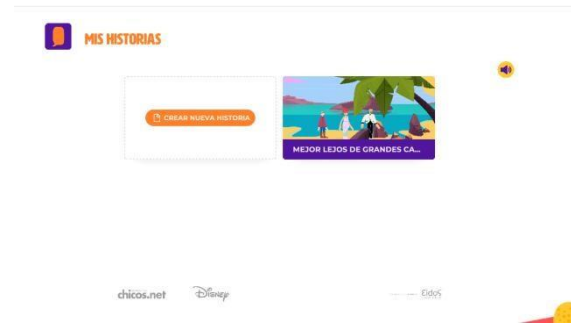 MIS HISTORIAS
CREAR NUEVA HISTORIA
MEJOR LEJOS DE GRANDES CA...
chicos.net
Disney
Eidos